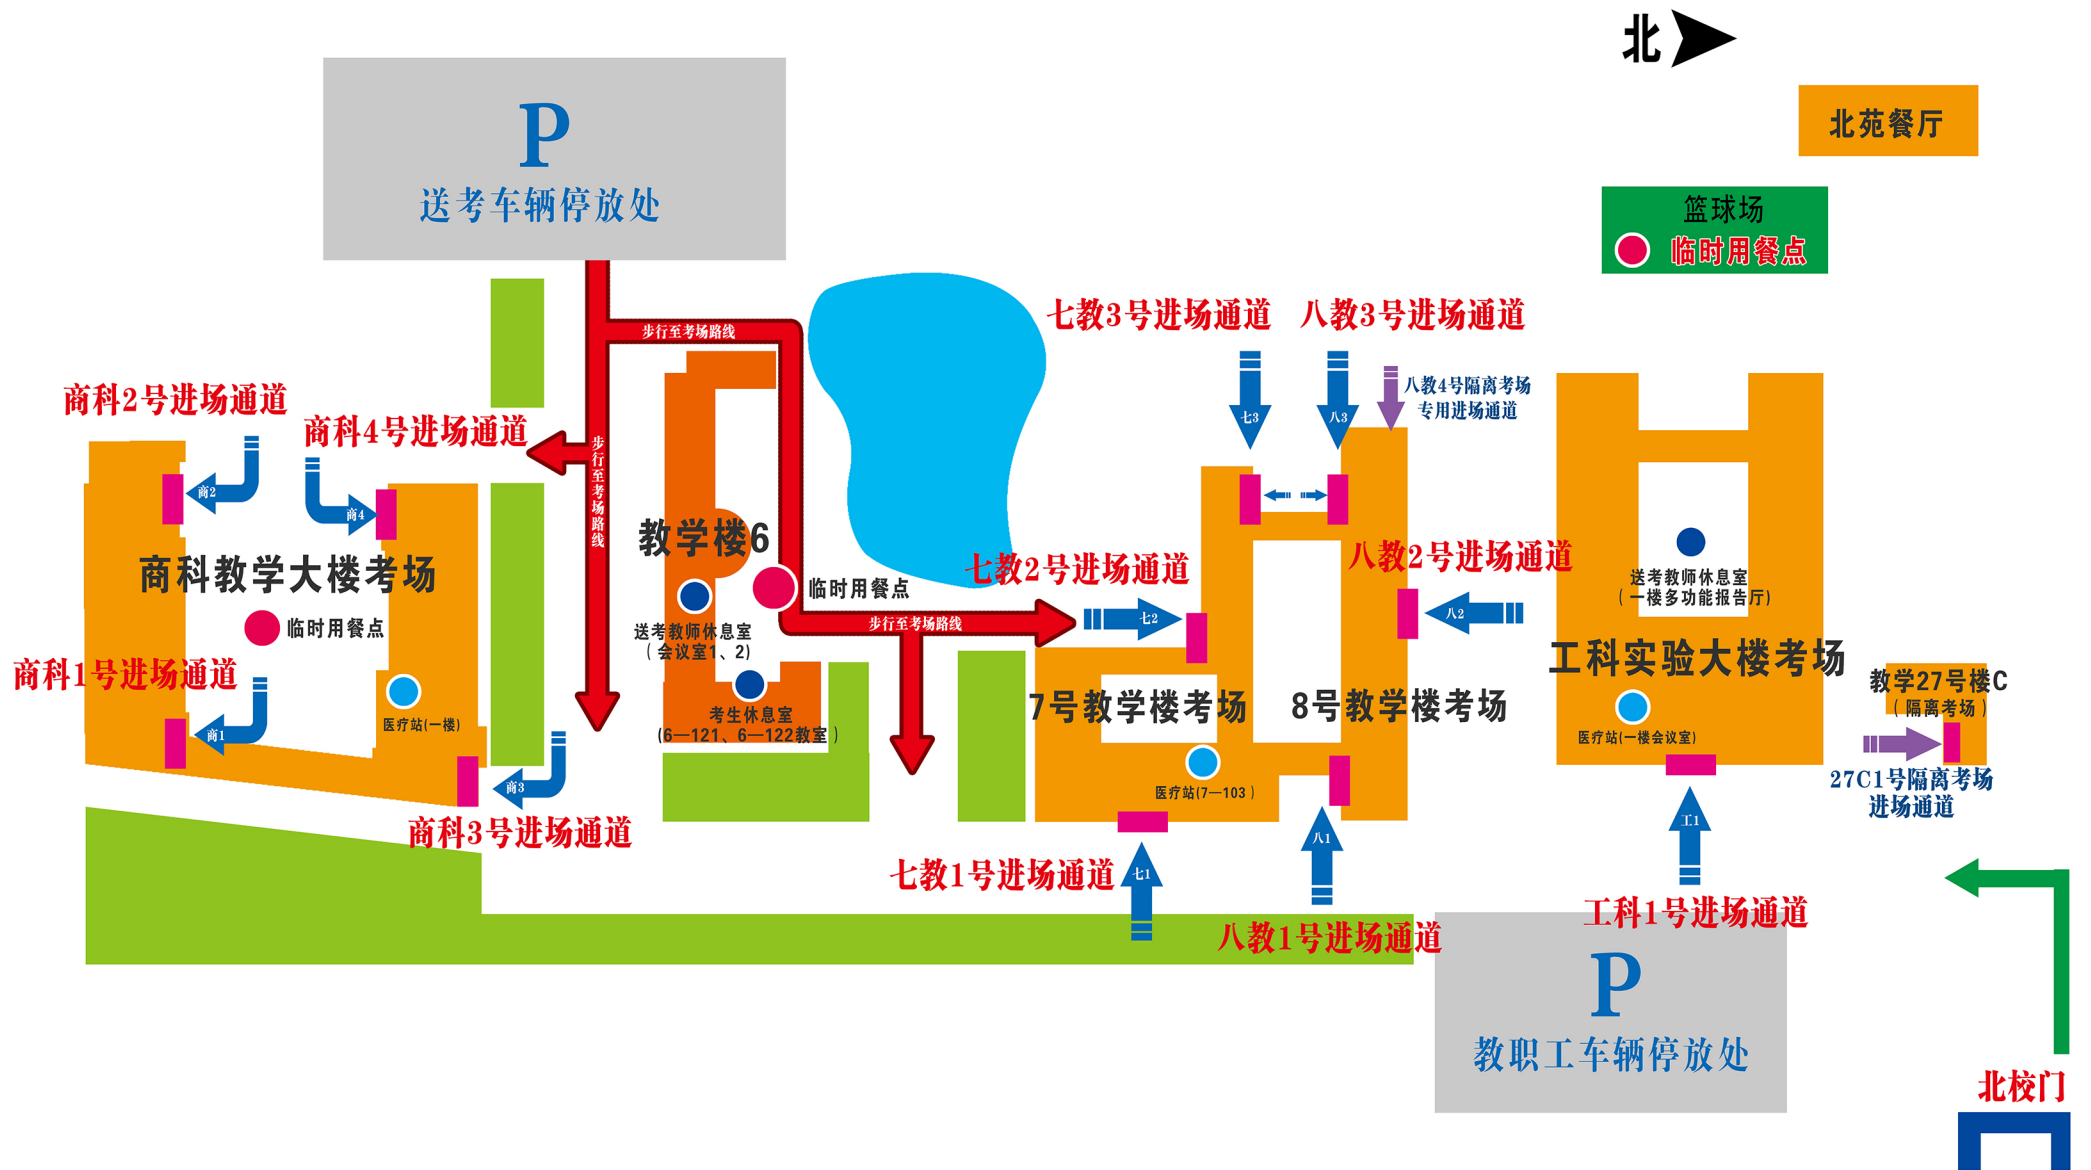 北
北苑餐厅
P
送考车辆停放处
篮球场
临时用餐点
步行至考场路线
七教3号进场通道
八教3号进场通道
商科2号进场通道
商科4号进场通道
八教4号隔离考场
专用进场通道
七3
八3
步行至考场路线
商2
商4
教学楼6
商科教学大楼考场
临时用餐点
临时用餐点
七教2号进场通道
八教2号进场通道
送考教师休息室
(一楼多功能报告厅)
七2
八2
步行至考场路线
送考教师休息室
(会议室1、2)
工科实验大楼考场
商科1号进场通道
教学27号楼C
(隔离考场)
7号教学楼考场
8号教学楼考场
考生休息室
(6—121、6—122教室)
医疗站(一楼)
商1
医疗站(一楼会议室)
医疗站(7—103)
27C1号隔离考场
进场通道
商3
商科3号进场通道
八1
工1
七教1号进场通道
七1
工科1号进场通道
八教1号进场通道
P
教职工车辆停放处
北校门